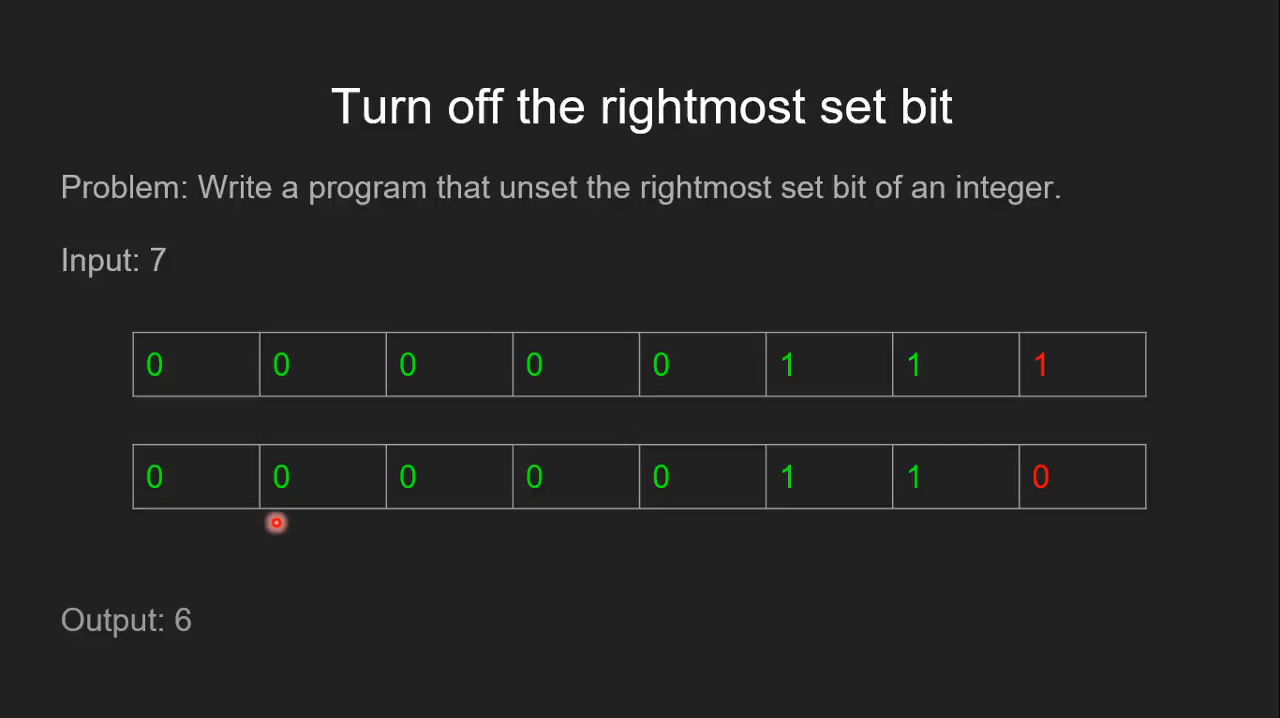 Turn off the rightmost set bit
Problem: Write a program that unset the rightmost set bit of an integer.
Input: 7
0 0 0 0 0 1 1 1
0 0 0 0 0 1 1 0
Output: 6